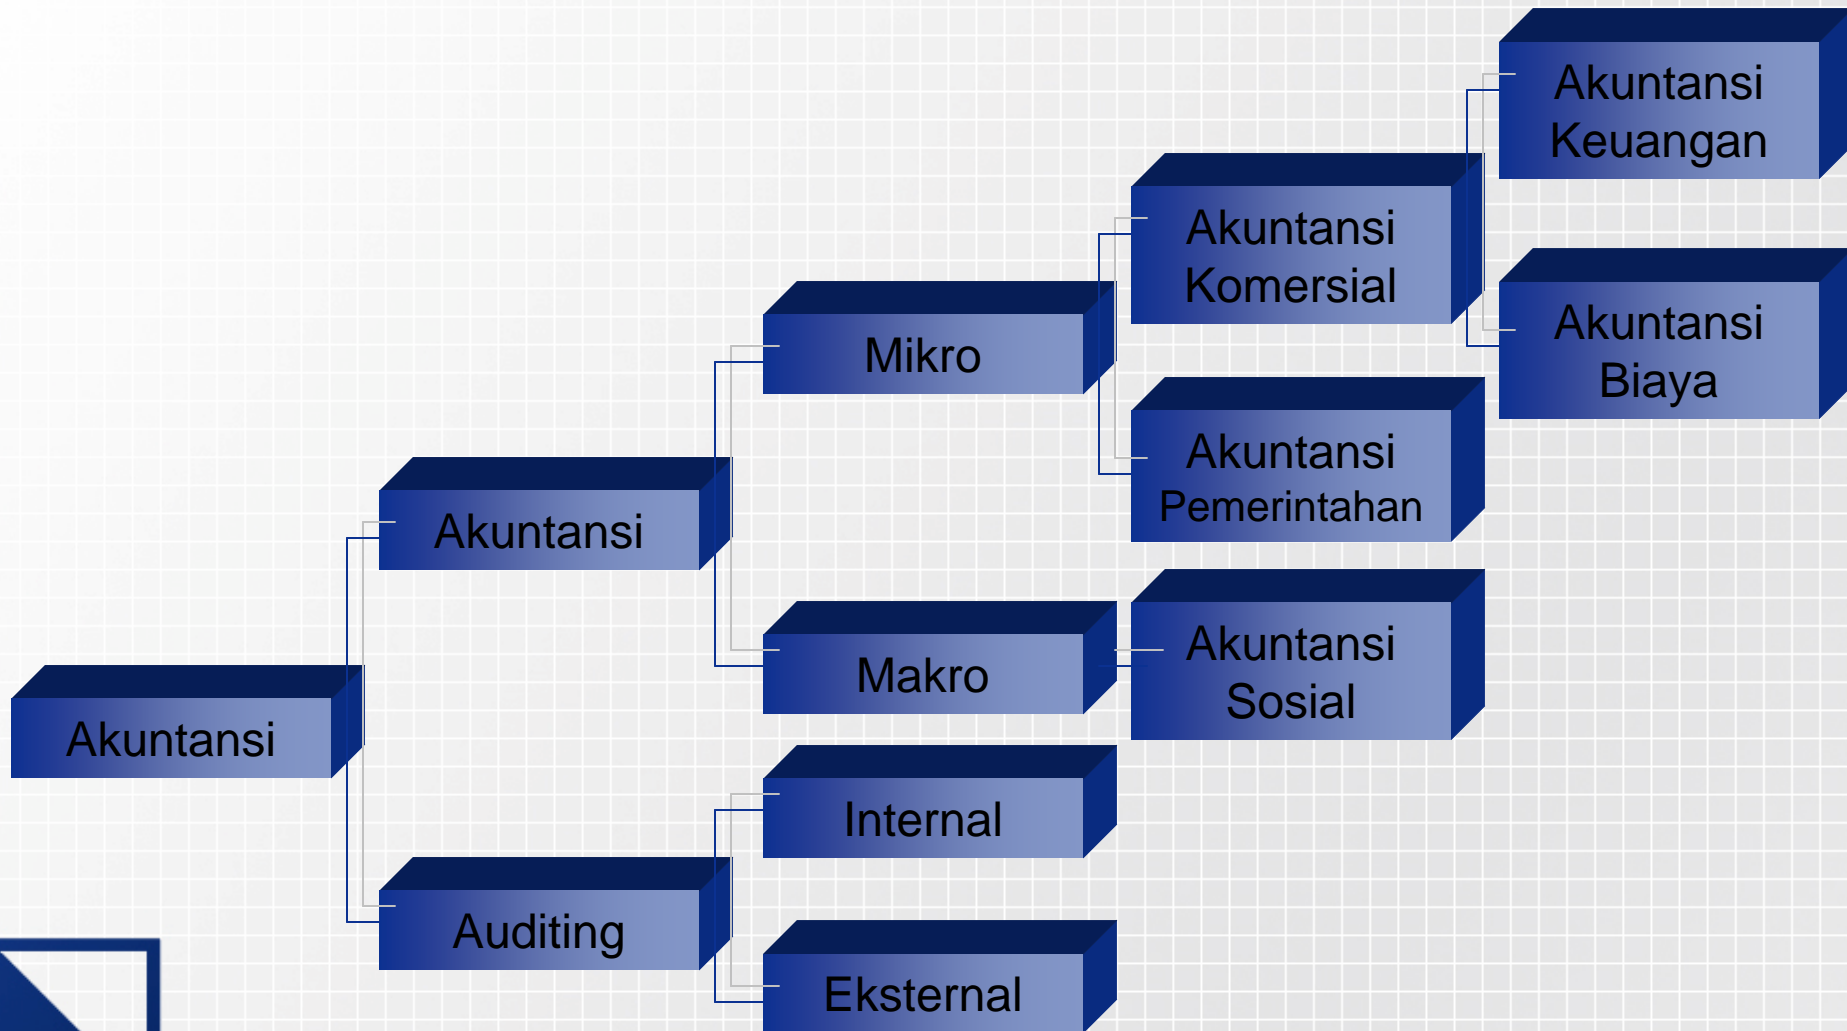 Akuntansi
Keuangan
Akuntansi
Komersial
Akuntansi
Biaya
Mikro
Akuntansi
Pemerintahan
Akuntansi
Akuntansi
Sosial
Makro
Akuntansi
Internal
Auditing
Eksternal